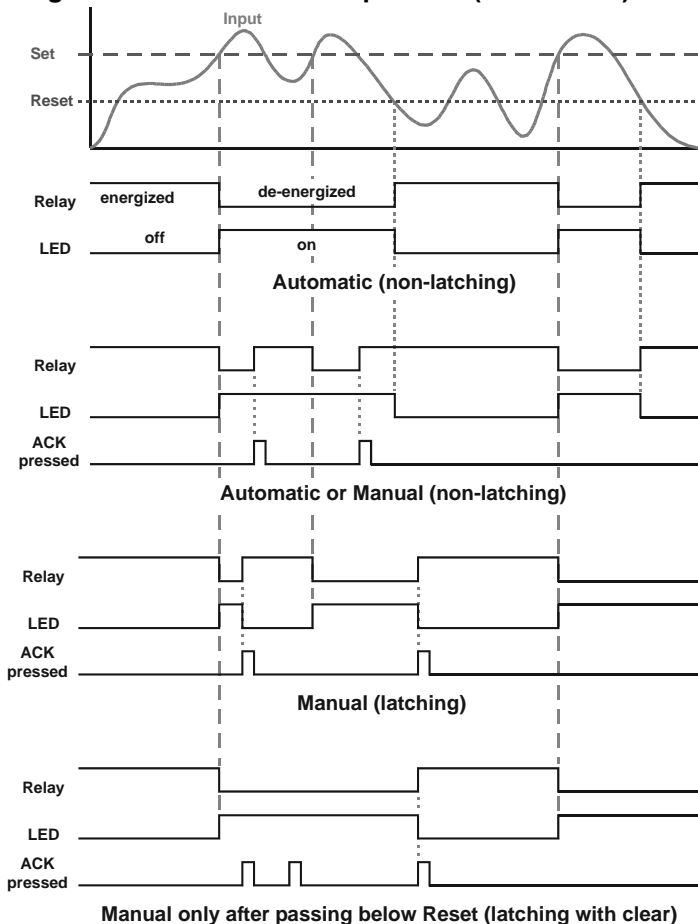 Input
Set
Reset
Relay energized de-energized
LED off on
Automatic (non-latching)
Relay
LED
ACK
pressed
Automatic or Manual (non-latching)
Relay
LED
ACK
pressed
Manual (latching)
Relay
LED
ACK
pressed
Manual only after passing below Reset (latching with clear)